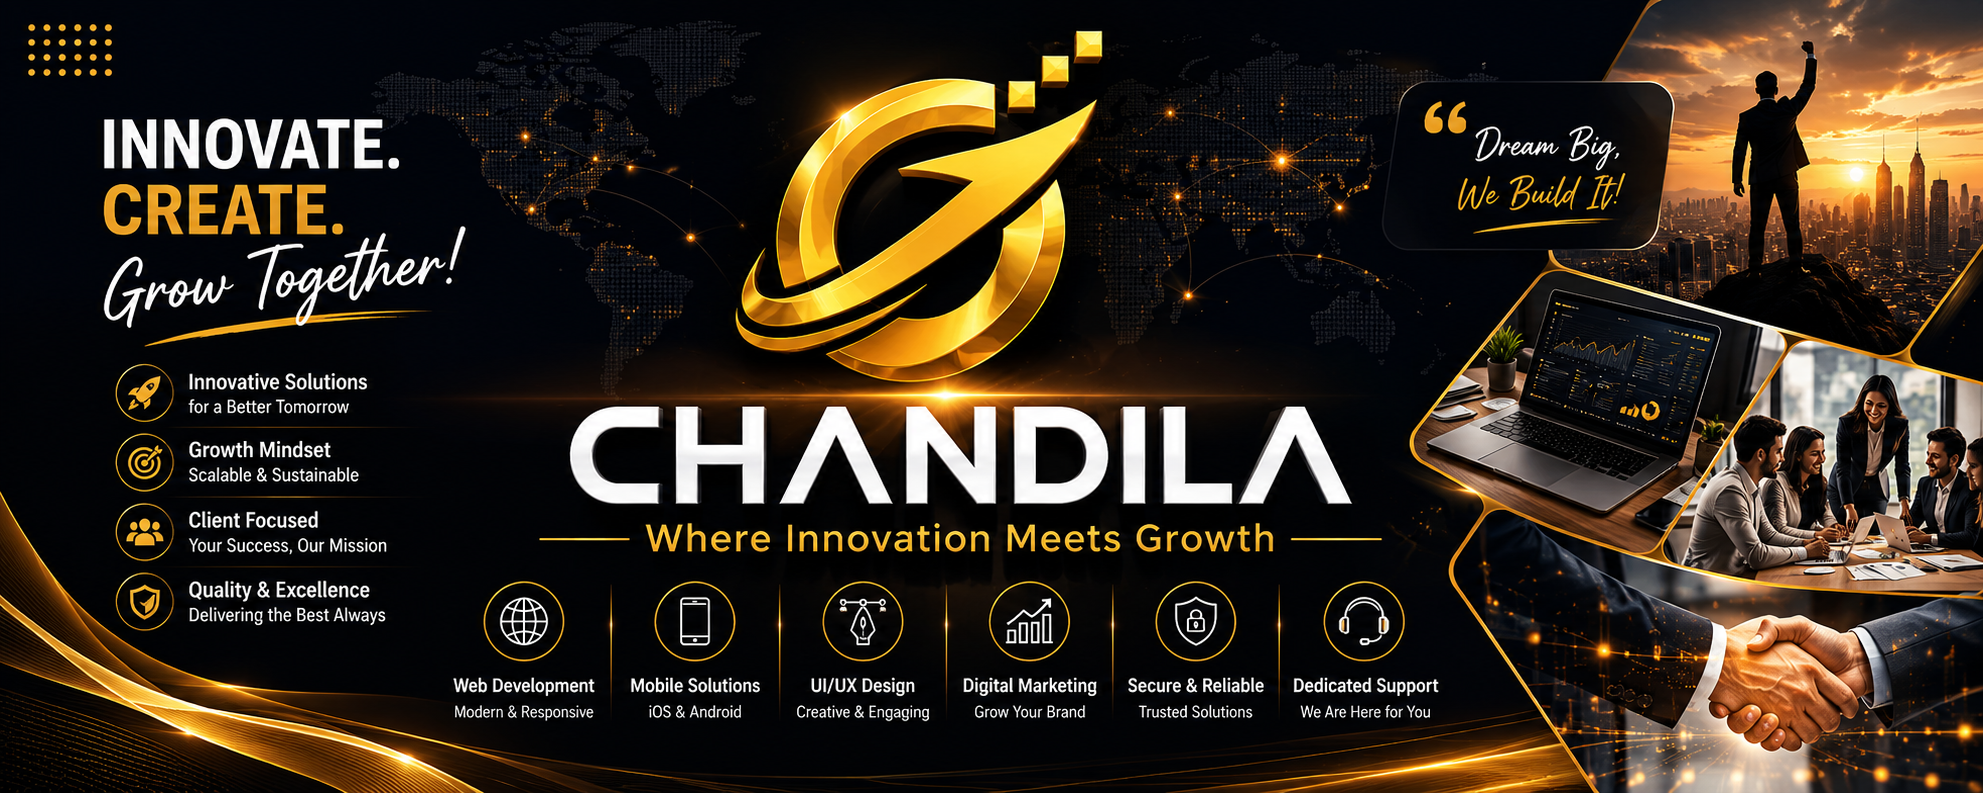 INNOVATE.
CREATE.
Grow Together!
Innovative Solutions
for a Better Tomorrow
Growth Mindset
Scalable & Sustainable
Client Focused
Your Success, Our Mission
Quality & Excellence
Delivering the Best Always
CHANDILA
Where Innovation Meets Growth
Web Development
Modern & Responsive
Mobile Solutions
iOS & Android
UI/UX Design
Creative & Engaging
Digital Marketing
Grow Your Brand
Secure & Reliable
Trusted Solutions
Dedicated Support
We Are Here for You
“Dream Big,
We Build It!